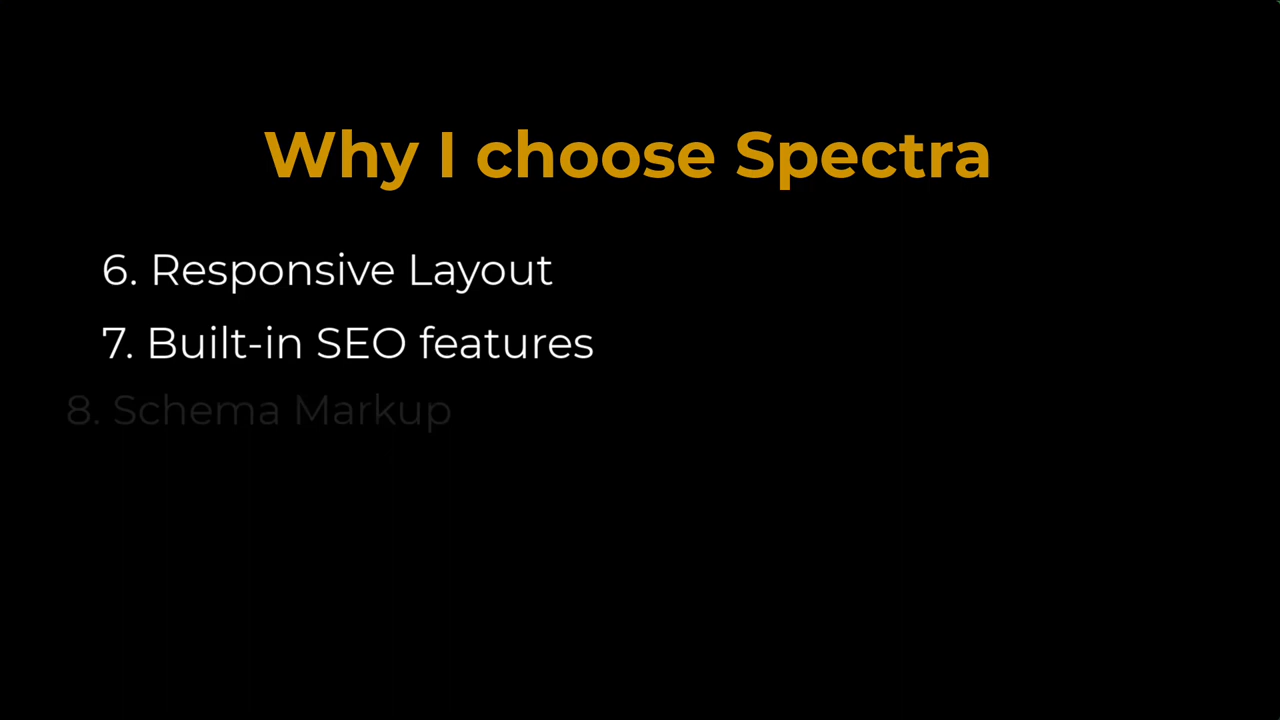 Why I choose Spectra
6. Responsive Layout
7. Built-in SEO features
8. Schema Markup